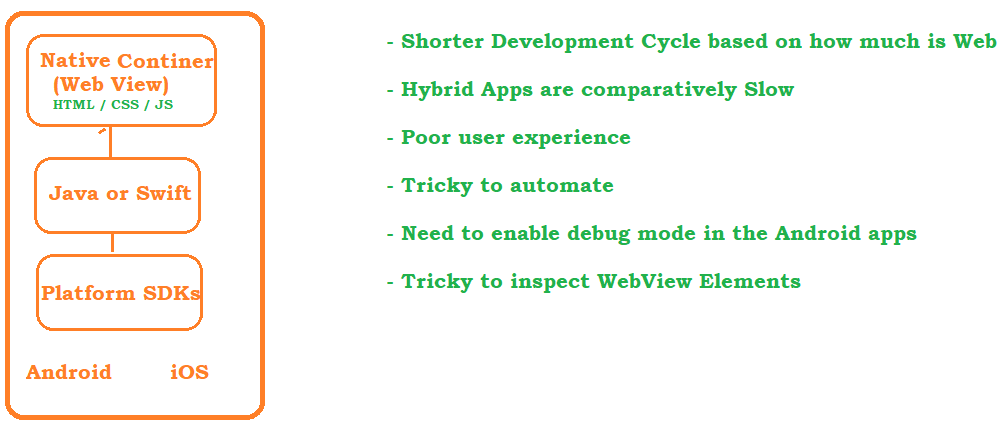 Native Continer
(Web View)
HTML / CSS / JS
Java or Swift
Platform SDKs
Android
iOS
- Shorter Development Cycle based on how much is Web
- Hybrid Apps are comparatively Slow
- Poor user experience
- Tricky to automate
- Need to enable debug mode in the Android apps
- Tricky to inspect WebView Elements